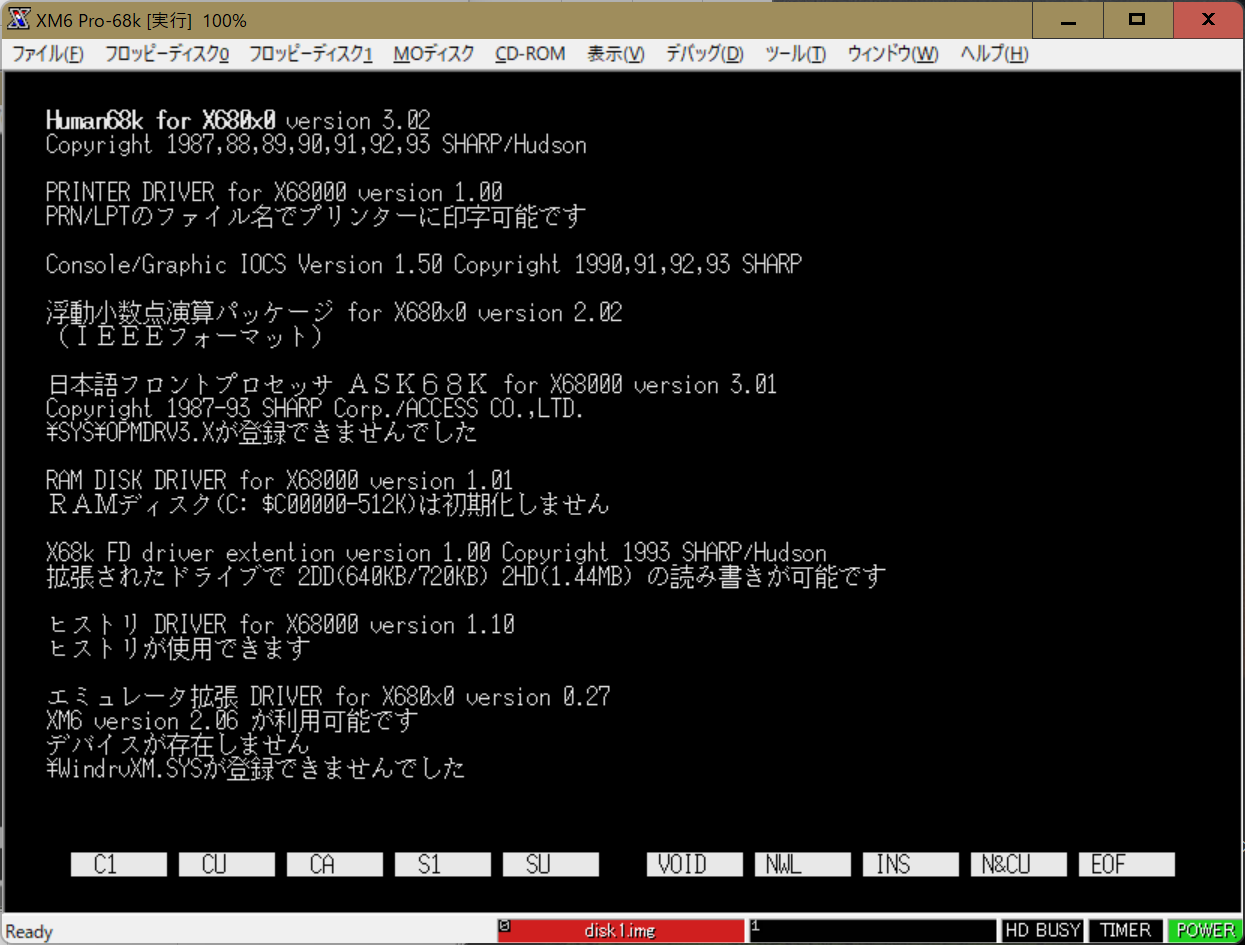 XM6 Pro-68k [実行] 100%
ファイル(F) フロッピーディスク0 フロッピーディスク1 MOディスク CD-ROM 表示(V) デバッグ(D) ツール(T) ウィンドウ(W) ヘルプ(H)
Human68k for X680x0 version 3.02
Copyright 1987,88,89,90,91,92,93 SHARP/Hudson
PRINTER DRIVER for X68000 version 1.00
PRN/LPTのファイル名でプリンターに印字可能です
Console/Graphic IOCS Version 1.50 Copyright 1990,91,92,93 SHARP
浮動小数点演算パッケージ for X680x0 version 2.02
（ＩＥＥＥフォーマット）
日本語フロントプロセッサ ＡＳＫ６８Ｋ for X68000 version 3.01
Copyright 1987-93 SHARP Corp./ACCESS CO.,LTD.
¥SYS¥OPMDRV3.Xが登録できませんでした
RAM DISK DRIVER for X68000 version 1.01
ＲＡＭディスク(C: $C00000-512K)は初期化しません
X68k FD driver extention version 1.00 Copyright 1993 SHARP/Hudson
拡張されたドライブで 2DD(640KB/720KB) 2HD(1.44MB) の読み書きが可能です
ヒストリ DRIVER for X68000 version 1.10
ヒストリが使用できます
エミュレータ拡張 DRIVER for X680x0 version 0.27
XM6 version 2.06 が利用可能です
デバイスが存在しません
¥WindrvXM.SYSが登録できませんでした
C1 CU CA S1 SU VOID NWL INS N&CU EOF
Ready 0 disk1.img 1 HD BUSY TIMER POWER